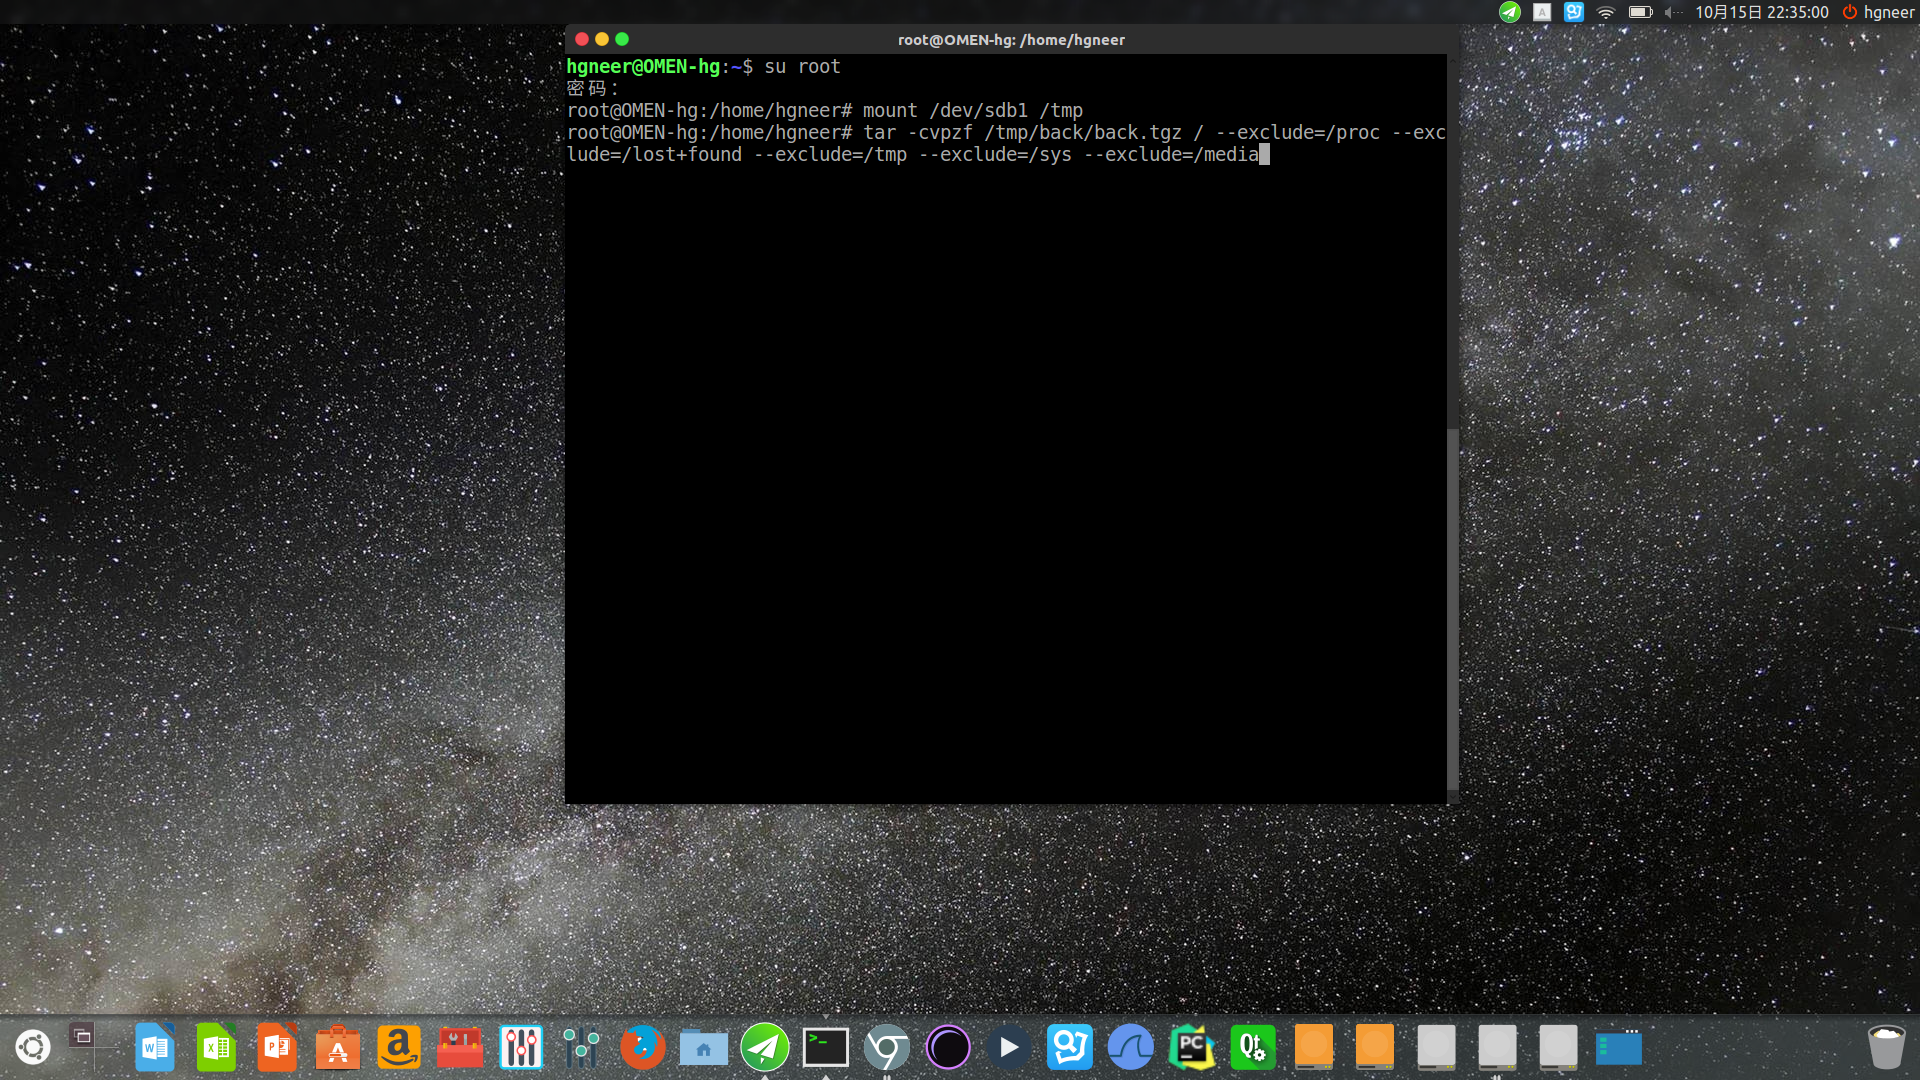 10月15日 22:35:00 hgneer
root@OMEN-hg: /home/hgneer
hgneer@OMEN-hg:~$ su root
密码：
root@OMEN-hg:/home/hgneer# mount /dev/sdb1 /tmp
root@OMEN-hg:/home/hgneer# tar -cvpzf /tmp/back/back.tgz / --exclude=/proc --exc
lude=/lost+found --exclude=/tmp --exclude=/sys --exclude=/media